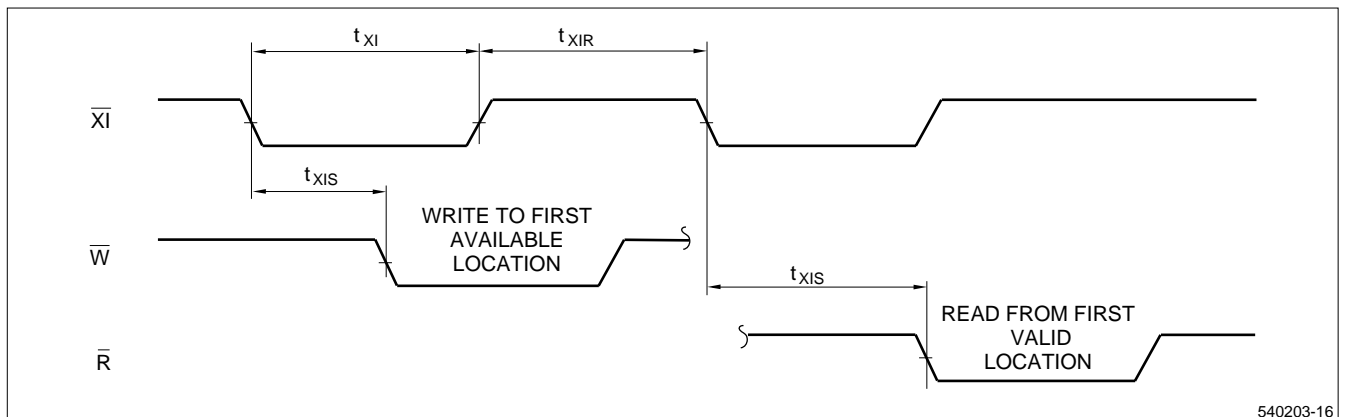 t XI
t XIR
XI
t XIS
WRITE TO FIRST
AVAILABLE
LOCATION
W
t XIS
READ FROM FIRST
VALID
LOCATION
R
540203-16